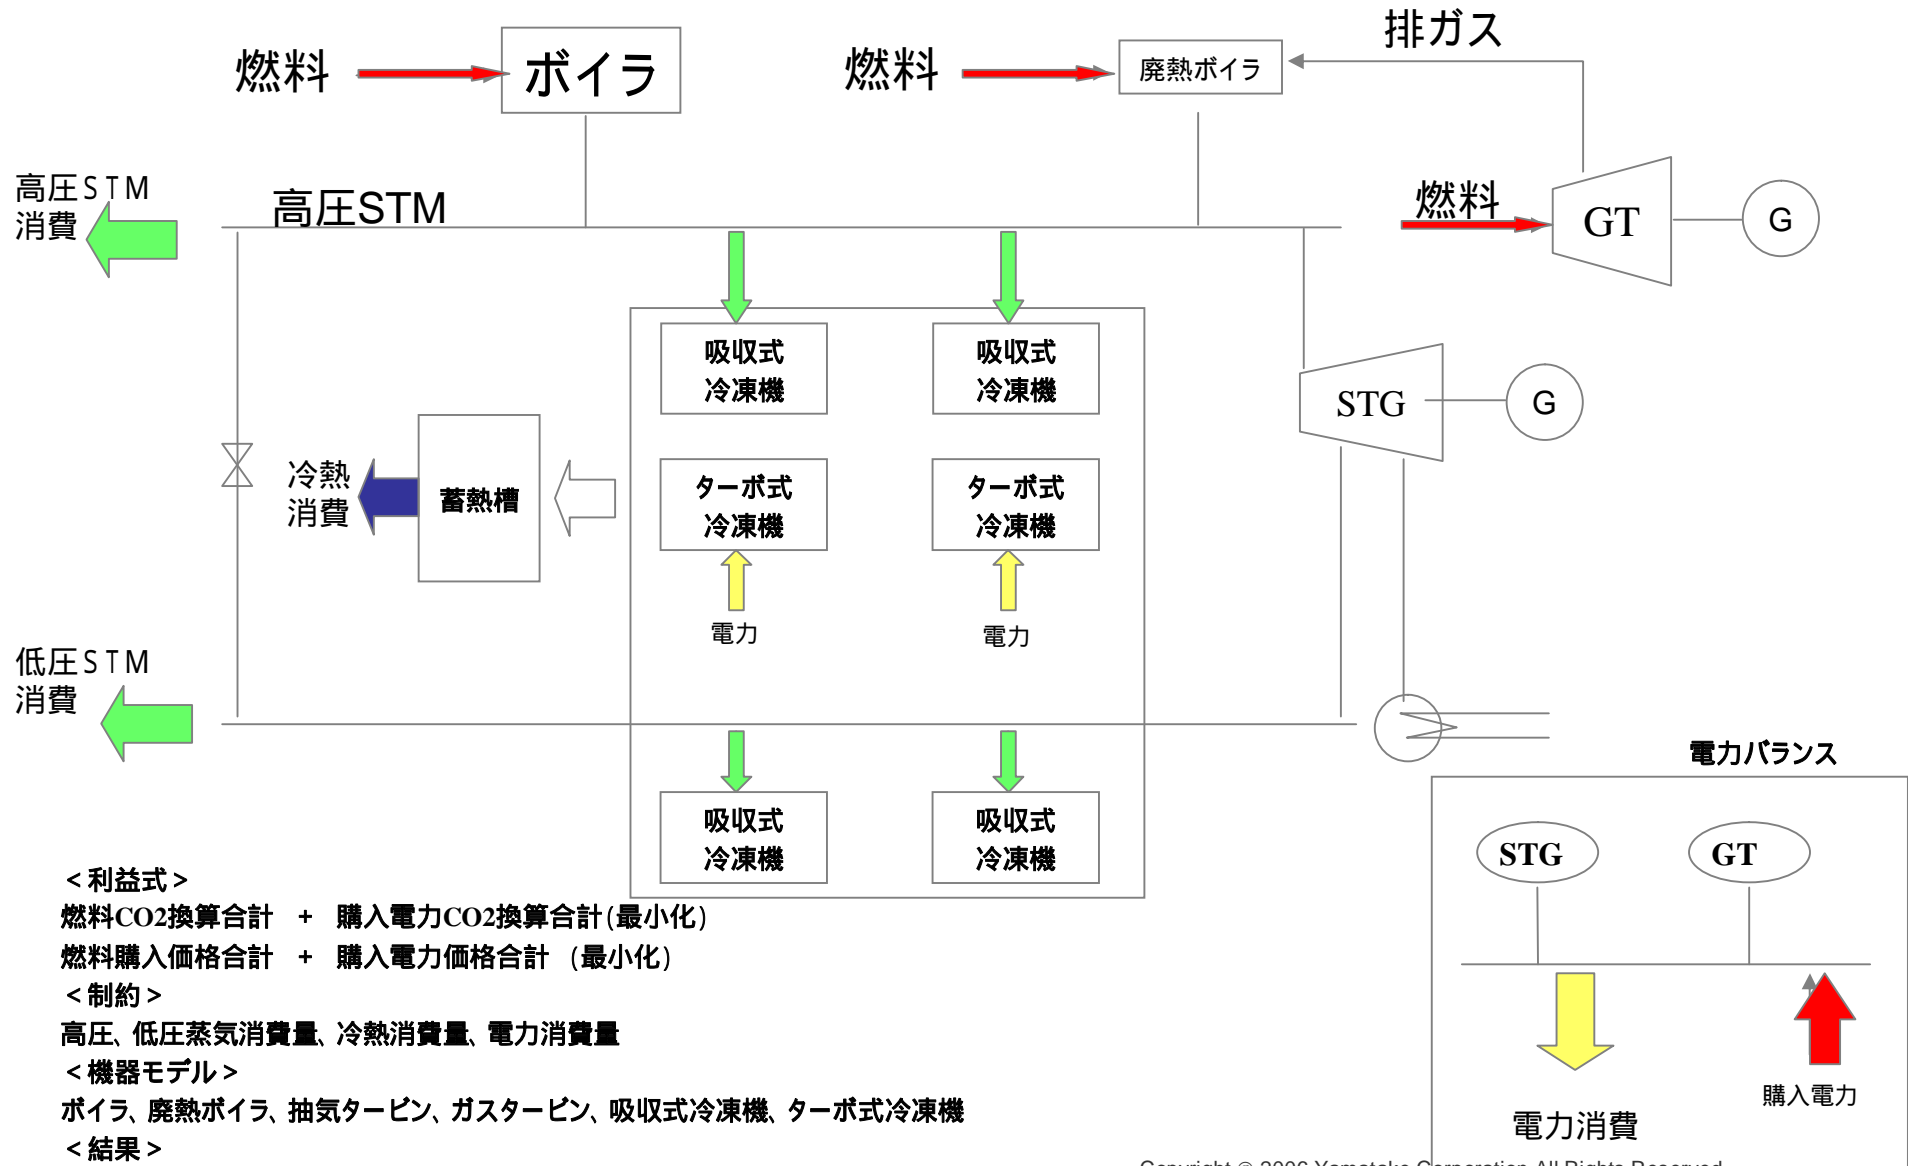 燃料
ボイラ
燃料
廃熱ボイラ
排ガス
高圧STM
消費
高圧STM
燃料
GT
G
吸収式
冷凍機
吸収式
冷凍機
STG
G
冷熱
消費
蓄熱槽
ターボ式
冷凍機
ターボ式
冷凍機
電力
電力
低圧STM
消費
吸収式
冷凍機
吸収式
冷凍機
電力バランス
STG
GT
電力消費
購入電力
<利益式>
燃料CO2換算合計 + 購入電力CO2換算合計(最小化)
燃料購入価格合計 + 購入電力価格合計 (最小化)
<制約>
高圧、低圧蒸気消費量、冷熱消費量、電力消費量
<機器モデル>
ボイラ、廃熱ボイラ、抽気タービン、ガスタービン、吸収式冷凍機、ターボ式冷凍機
<結果>
Copyright © 2006 Yamatake Corporation All Rights Reserved